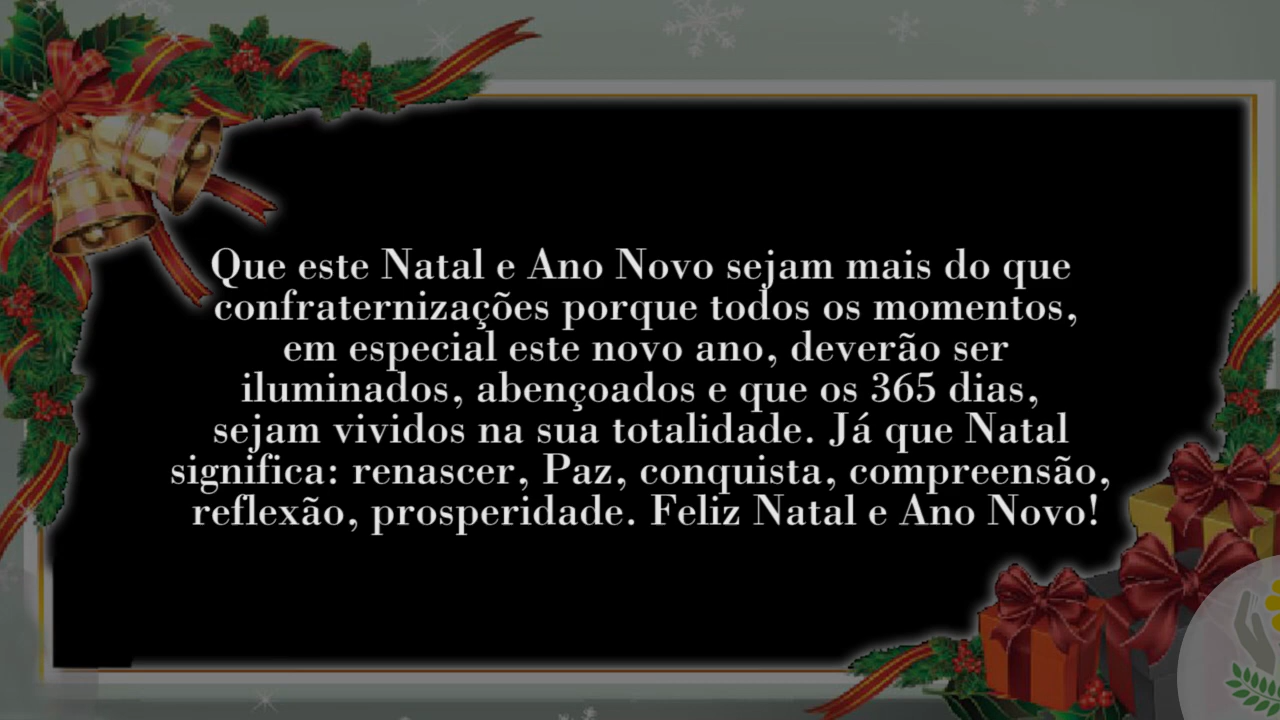 Que este Natal e Ano Novo sejam mais do que
confraternizações porque todos os momentos,
em especial este novo ano, deverão ser
iluminados, abençoados e que os 365 dias,
sejam vividos na sua totalidade. Já que Natal
significa: renascer, Paz, conquista, compreensão,
reflexão, prosperidade. Feliz Natal e Ano Novo!